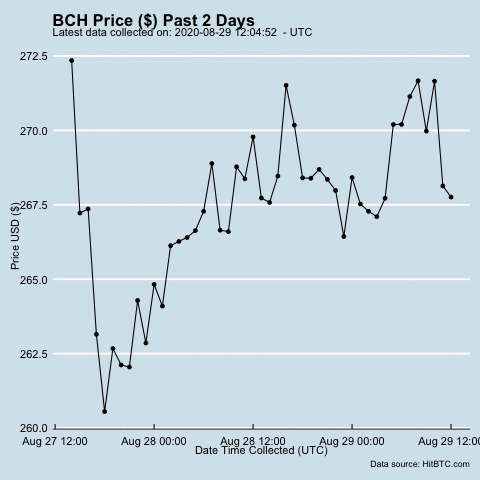 BCH Price ($) Past 2 Days
Latest data collected on: 2020-08-29 12:04:52 - UTC
272.5
270.0
267.5
265.0
262.5
260.0
Price USD ($)
Aug 27 12:00 Aug 28 00:00 Aug 28 12:00 Aug 29 00:00 Aug 29 12:00
Date Time Collected (UTC)
Data source: HitBTC.com